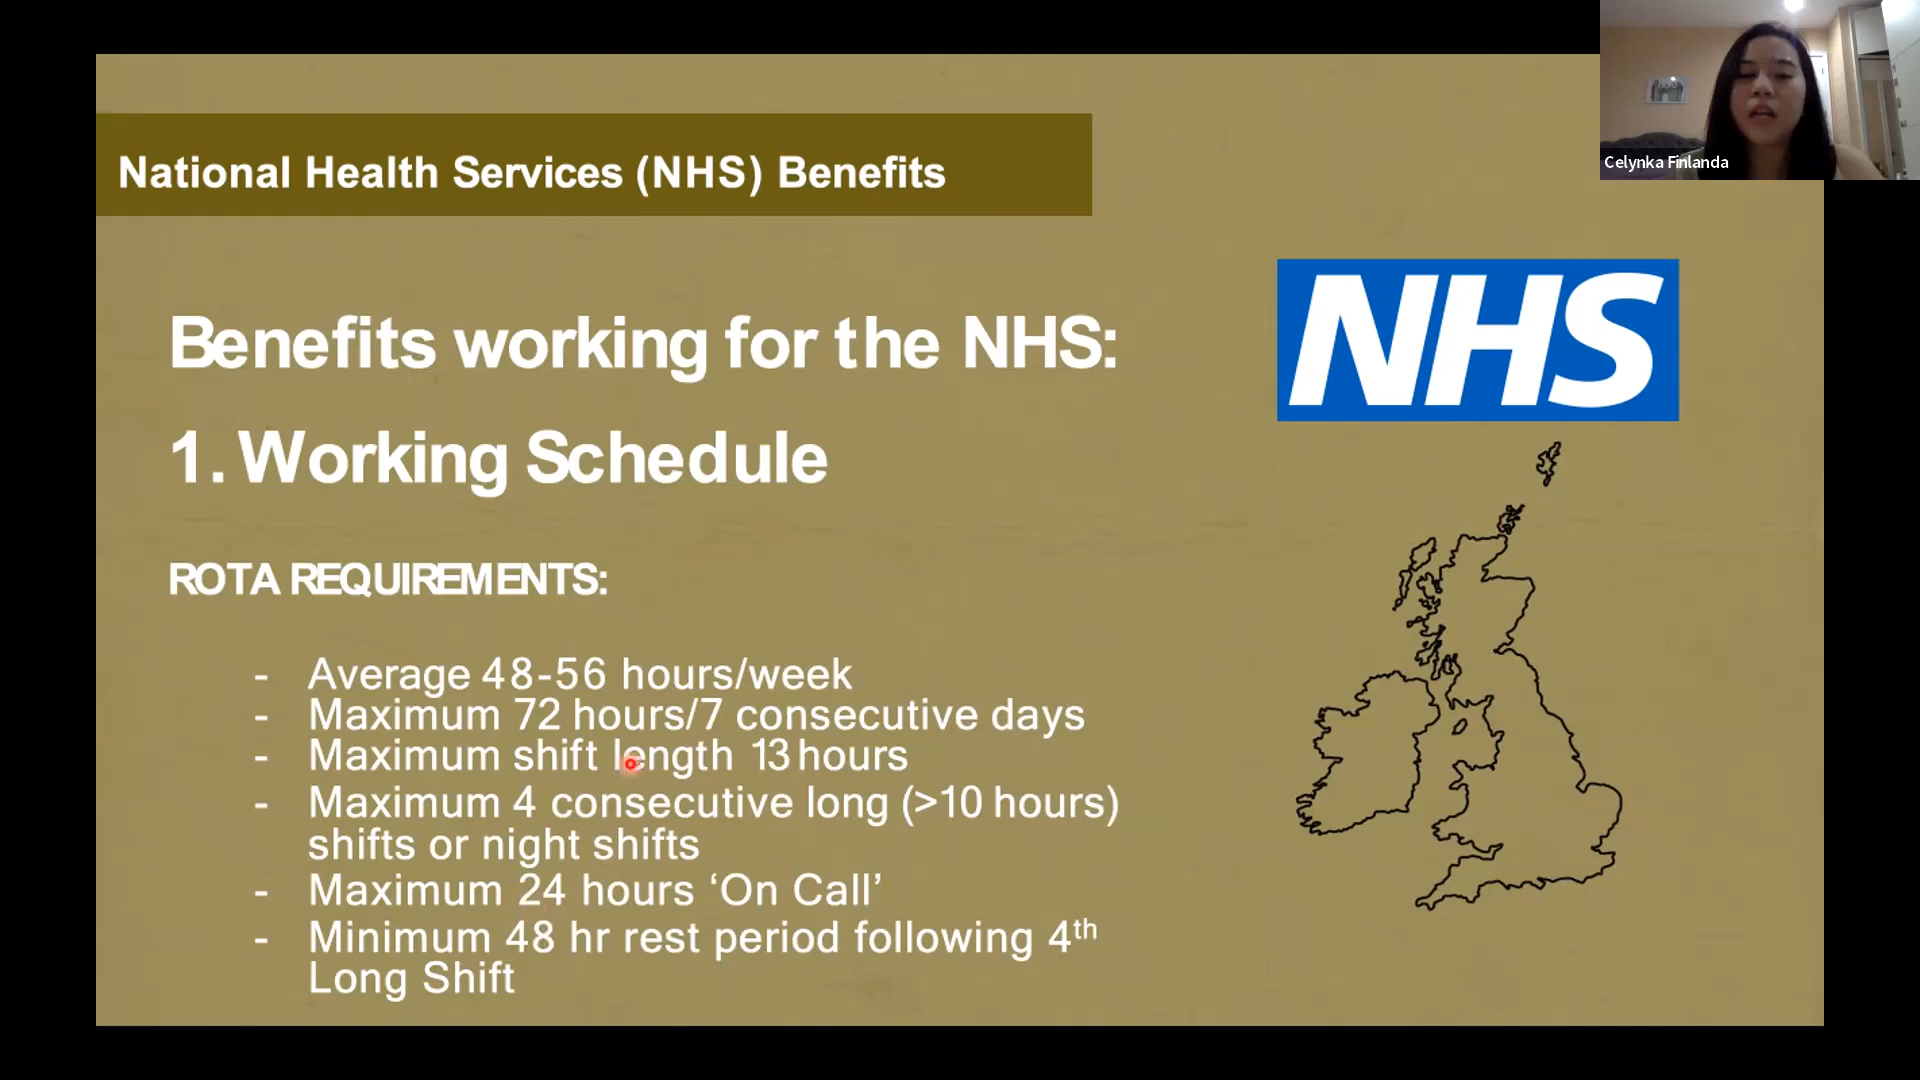 Celynka Finlanda
National Health Services (NHS) Benefits
NHS
Benefits working for the NHS:
1. Working Schedule
ROTA REQUIREMENTS:
- Average 48-56 hours/week
- Maximum 72 hours/7 consecutive days
- Maximum shift length 13 hours
- Maximum 4 consecutive long (>10 hours)
shifts or night shifts
- Maximum 24 hours ‘On Call’
- Minimum 48 hr rest period following 4th
Long Shift